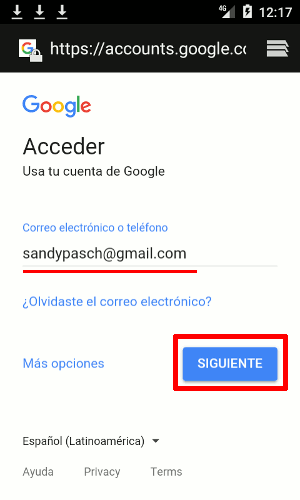 4G 12:17
https://accounts.google.co
Google
Acceder
Usa tu cuenta de Google
Correo electrónico o teléfono
sandypasch@gmail.com
¿Olvidaste el correo electrónico?
Más opciones SIGUIENTE
Español (Latinoamérica)
Ayuda Privacy Terms